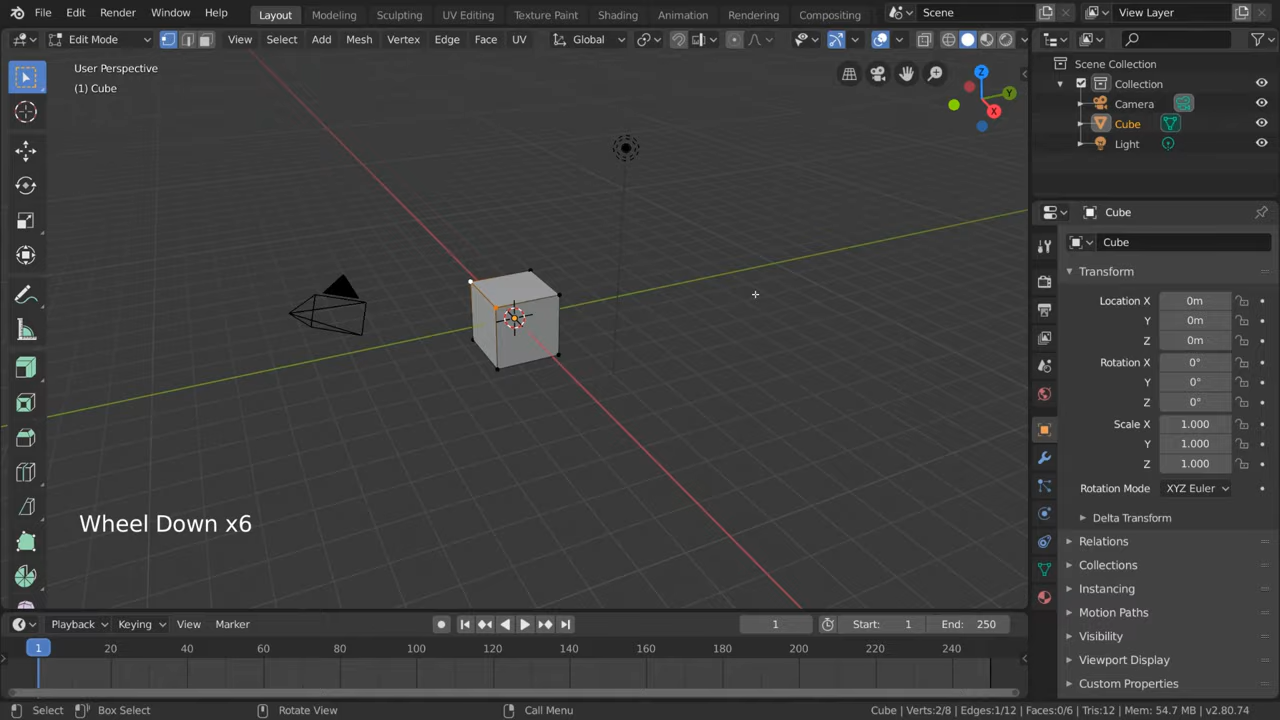 File Edit Render Window Help Layout Modeling Sculpting UV Editing Texture Paint Shading Animation Rendering Compositing Scene View Layer
Edit Mode View Select Add Mesh Vertex Edge Face UV Global
User Perspective
(1) Cube
Z
Y
X
Scene Collection
Collection
Camera
Cube
Light
Cube
Cube
Transform
Location X 0m
Y 0m
Z 0m
Rotation X 0°
Y 0°
Z 0°
Scale X 1.000
Y 1.000
Z 1.000
Rotation Mode XYZ Euler
Delta Transform
Relations
Collections
Instancing
Motion Paths
Visibility
Viewport Display
Custom Properties
Wheel Down x6
Playback Keying View Marker 1 Start: 1 End: 250
1 20 40 60 80 100 120 140 160 180 200 220 240
Select Box Select Rotate View Call Menu Cube | Verts:2/8 | Edges:1/12 | Faces:0/6 | Tris:12 | Mem: 54.7 MB | v2.80.74